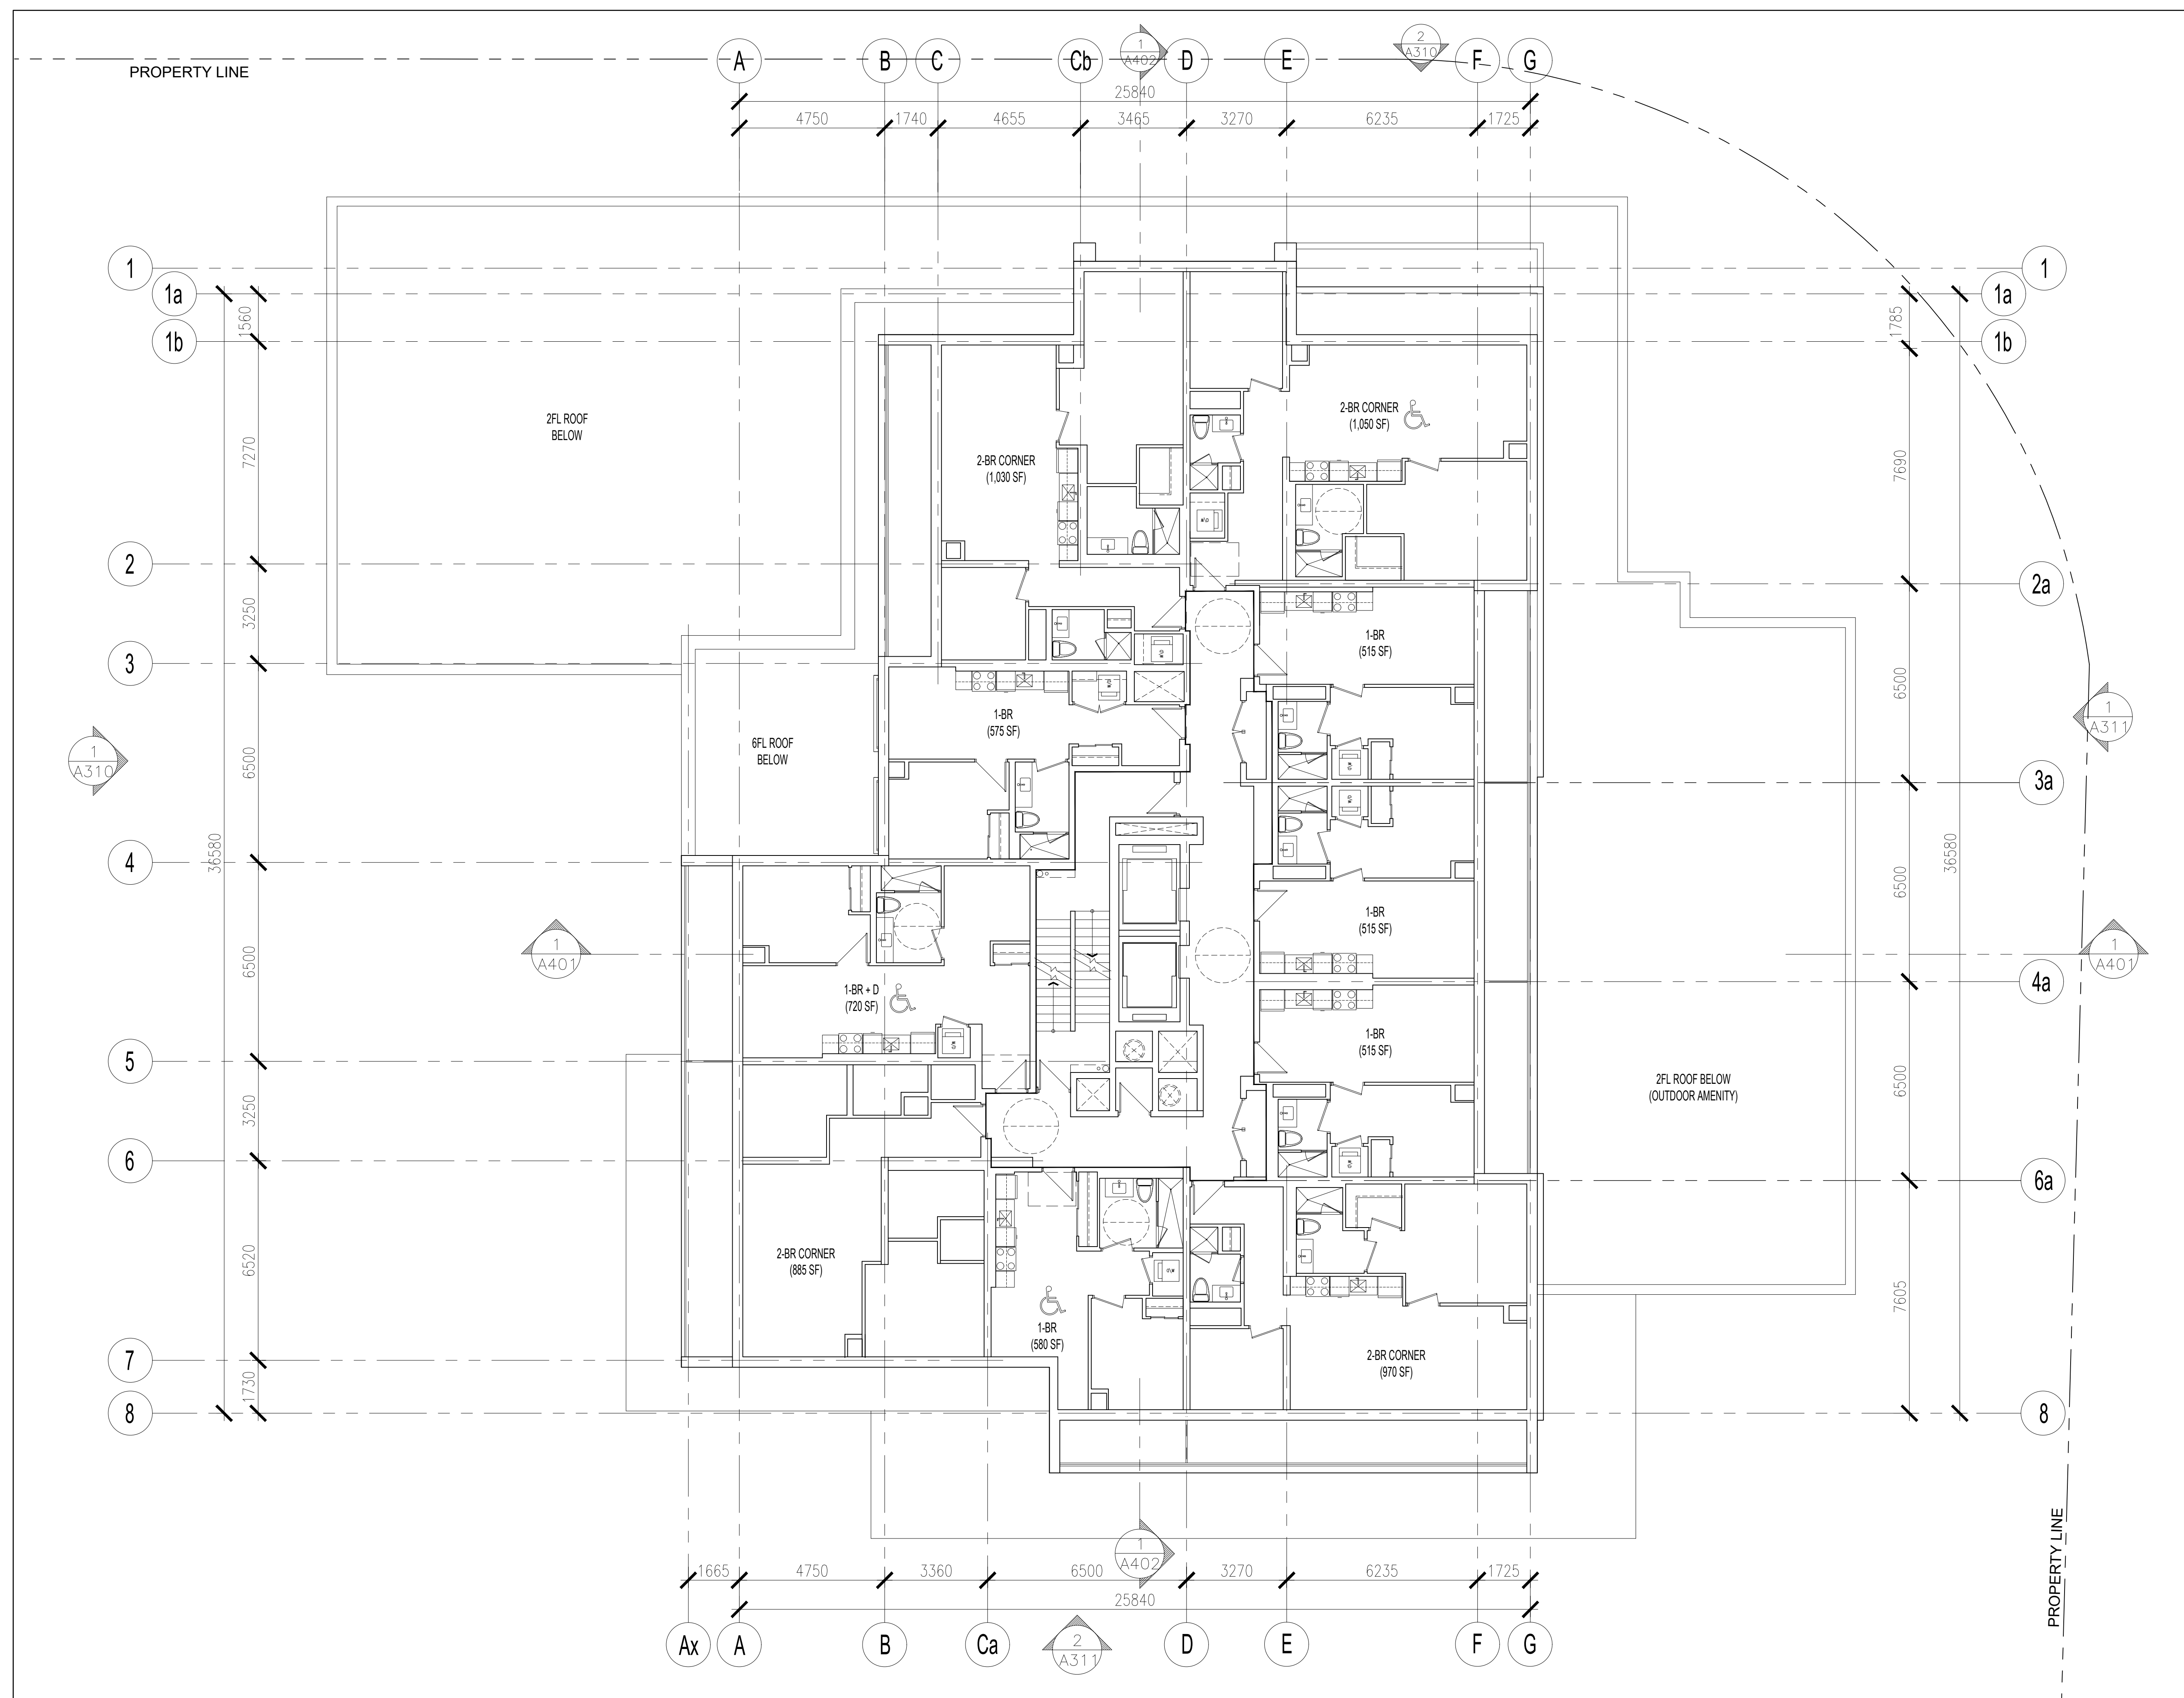 PROPERTY LINE
A
B
C
Cb
1
A402
D
E
2
A310
F
G
25840
4750
1740
4655
3465
3270
6235
1725
1
1a
1b
1
1a
1b
1560
1785
2FL ROOF
BELOW
7270
2-BR CORNER
(1,030 SF)
2-BR CORNER
(1,050 SF)
7690
W/D
2
2a
3250
1-BR
(515 SF)
W/D
3
6500
1-BR
(575 SF)
W/D
1
A310
6FL ROOF
BELOW
6500
W/D
1
A311
3a
W/D
36580
36580
4
6500
1-BR
(515 SF)
1
A401
6500
1
A401
4a
1-BR + D
(720 SF)
W/D
1-BR
(515 SF)
5
6500
2FL ROOF BELOW
(OUTDOOR AMENITY)
3250
6
W/D
6a
2-BR CORNER
(885 SF)
6520
W/D
1-BR
(580 SF)
7605
2-BR CORNER
(970 SF)
7
1730
8
8
PROPERTY LINE
1
A402
1665
4750
3360
6500
3270
6235
1725
25840
Ax
A
B
Ca
2
A311
D
E
F
G